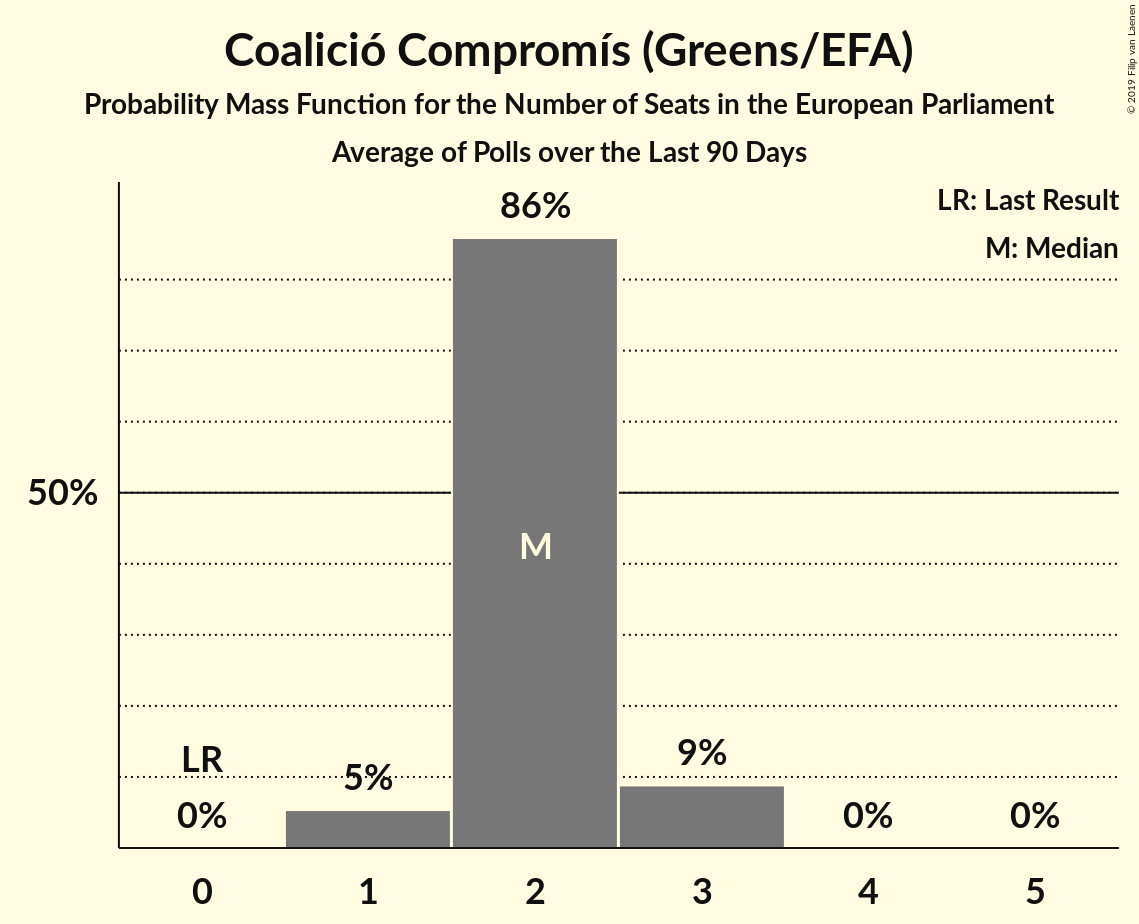 Coalició Compromís (Greens/EFA)
Probability Mass Function for the Number of Seats in the European Parliament
Average of Polls over the Last 90 Days
© 2019 Filip van Laenen
LR: Last Result
M: Median
86%
50%
M
LR
0%
5%
9%
0%
0%
0 1 2 3 4 5